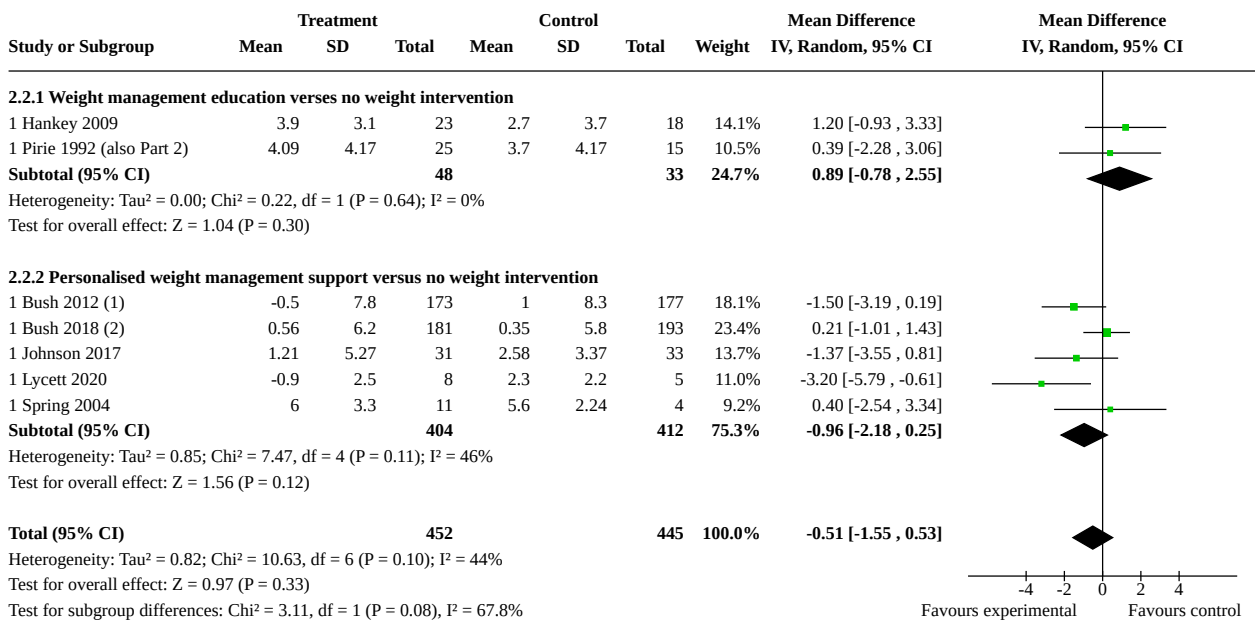 Treatment Control Mean Difference Mean Difference
Study or Subgroup Mean SD Total Mean SD Total Weight IV, Random, 95% CI IV, Random, 95% CI
2.2.1 Weight management education verses no weight intervention
1 Hankey 2009 3.9 3.1 23 2.7 3.7 18 14.1% 1.20 [-0.93 , 3.33]
1 Pirie 1992 (also Part 2) 4.09 4.17 25 3.7 4.17 15 10.5% 0.39 [-2.28 , 3.06]
Subtotal (95% CI) 48 33 24.7% 0.89 [-0.78 , 2.55]
Heterogeneity: Tau² = 0.00; Chi² = 0.22, df = 1 (P = 0.64); I² = 0%
Test for overall effect: Z = 1.04 (P = 0.30)
2.2.2 Personalised weight management support versus no weight intervention
1 Bush 2012 (1) -0.5 7.8 173 1 8.3 177 18.1% -1.50 [-3.19 , 0.19]
1 Bush 2018 (2) 0.56 6.2 181 0.35 5.8 193 23.4% 0.21 [-1.01 , 1.43]
1 Johnson 2017 1.21 5.27 31 2.58 3.37 33 13.7% -1.37 [-3.55 , 0.81]
1 Lycett 2020 -0.9 2.5 8 2.3 2.2 5 11.0% -3.20 [-5.79 , -0.61]
1 Spring 2004 6 3.3 11 5.6 2.24 4 9.2% 0.40 [-2.54 , 3.34]
Subtotal (95% CI) 404 412 75.3% -0.96 [-2.18 , 0.25]
Heterogeneity: Tau² = 0.85; Chi² = 7.47, df = 4 (P = 0.11); I² = 46%
Test for overall effect: Z = 1.56 (P = 0.12)
Total (95% CI) 452 445 100.0% -0.51 [-1.55 , 0.53]
Heterogeneity: Tau² = 0.82; Chi² = 10.63, df = 6 (P = 0.10); I² = 44%
Test for overall effect: Z = 0.97 (P = 0.33)
-4 -2 0 2 4
Test for subgroup differences: Chi² = 3.11, df = 1 (P = 0.08), I² = 67.8%
Favours experimental Favours control